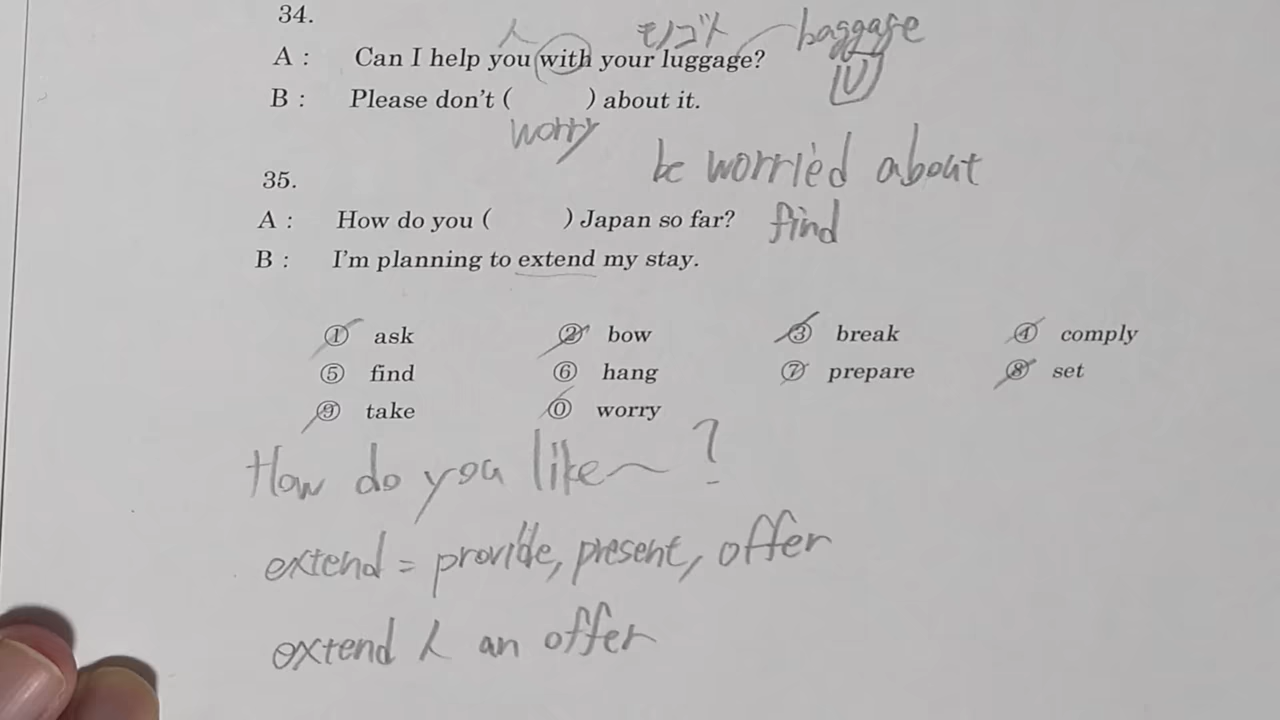 34.
人 モノゴト baggage
A : Can I help you with your luggage?
U
B : Please don't ( ) about it.
worry
be worried about
35.
A : How do you ( ) Japan so far? find
B : I'm planning to extend my stay.
① ask ② bow ③ break ④ comply
⑤ find ⑥ hang ⑦ prepare ⑧ set
⑨ take ⓪ worry
How do you like ~ ?
extend = provide, present, offer
extend 人 an offer